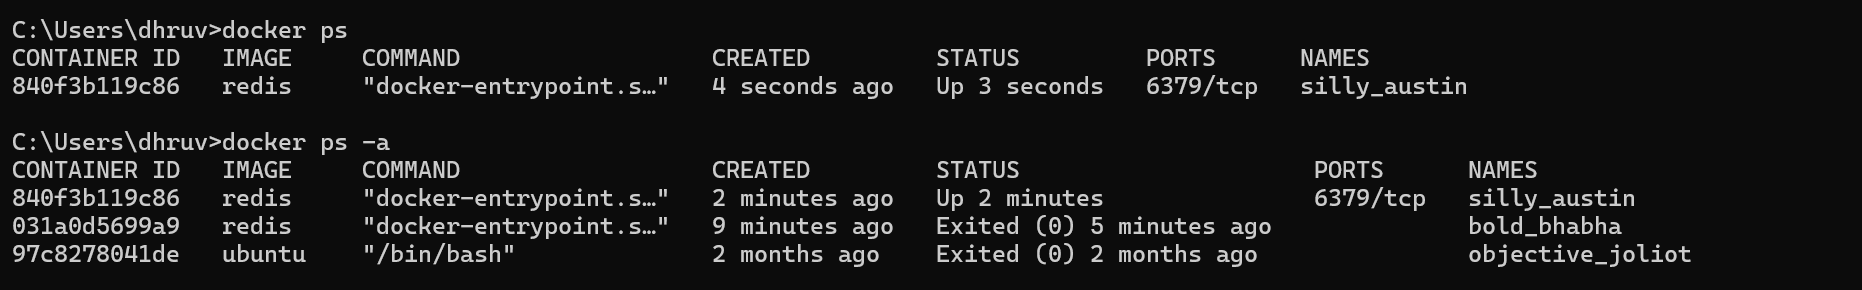 C:\Users\dhruv>docker ps
CONTAINER ID   IMAGE     COMMAND                  CREATED         STATUS         PORTS      NAMES
840f3b119c86   redis     "docker-entrypoint.s…"   4 seconds ago   Up 3 seconds   6379/tcp   silly_austin

C:\Users\dhruv>docker ps -a
CONTAINER ID   IMAGE     COMMAND                  CREATED         STATUS                     PORTS      NAMES
840f3b119c86   redis     "docker-entrypoint.s…"   2 minutes ago   Up 2 minutes               6379/tcp   silly_austin
031a0d5699a9   redis     "docker-entrypoint.s…"   9 minutes ago   Exited (0) 5 minutes ago              bold_bhabha
97c8278041de   ubuntu    "/bin/bash"              2 months ago    Exited (0) 2 months ago               objective_joliot